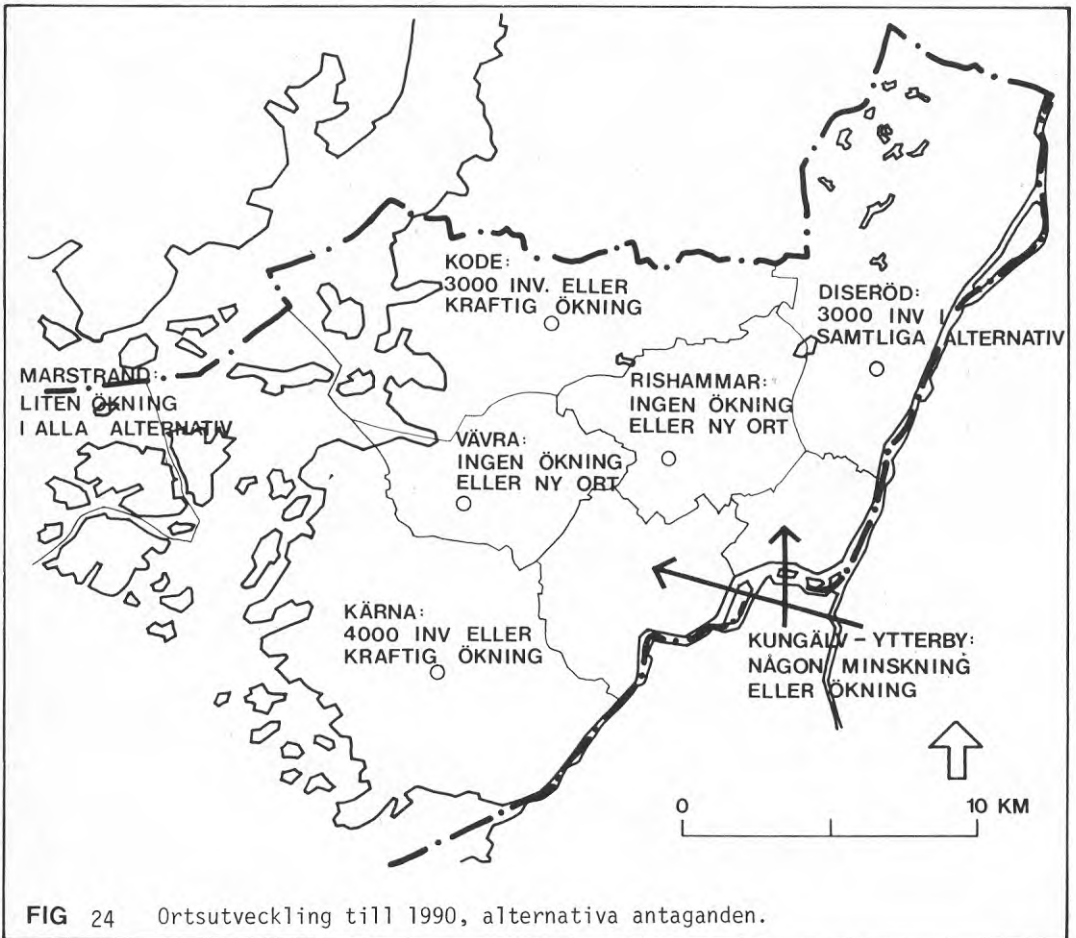 KODE:
3000 INV. ELLER
KRAFTIG ÖKNING
DISERÖD:
3000 INV I
SAMTLIGA ALTERNATIV
MARSTRAND:
LITEN ÖKNING
I ALLA ALTERNATIV
RISHAMMAR:
INGEN ÖKNING
ELLER NY ORT
VÄVRA:
INGEN ÖKNING
ELLER NY ORT
KÄRNA:
4000 INV ELLER
KRAFTIG ÖKNING
KUNGÄLV – YTTERBY:
NÅGON MINSKNING
ELLER ÖKNING
0 10 KM
FIG 24 Ortsutveckling till 1990, alternativa antaganden.